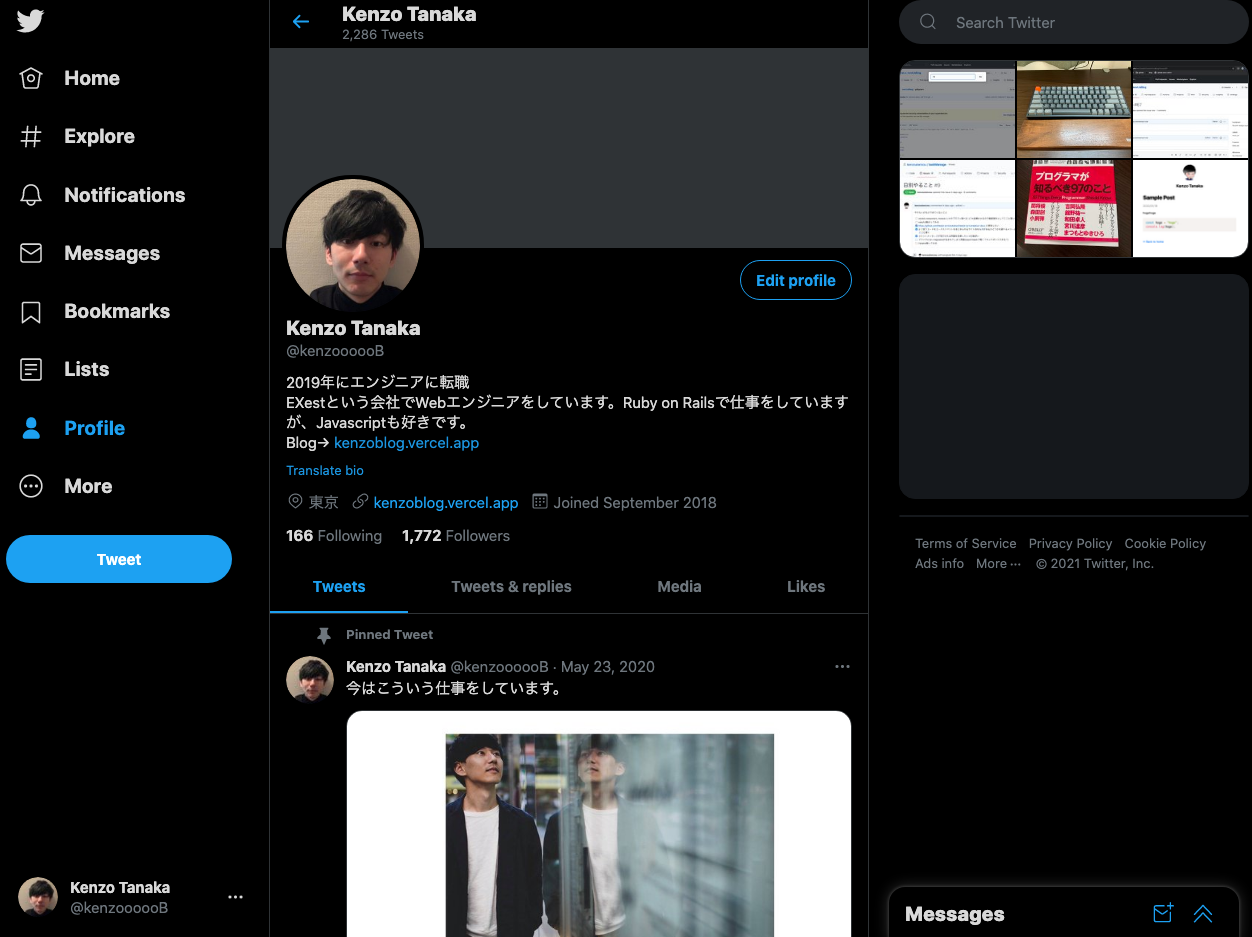 Home
Explore
Notifications
Messages
Bookmarks
Lists
Profile
More
Tweet
Kenzo Tanaka
@kenzoooooB
Kenzo Tanaka
2,286 Tweets
Edit profile
Kenzo Tanaka
@kenzoooooB
2019年にエンジニアに転職
EXestという会社でWebエンジニアをしています。Ruby on Railsで仕事をしています
が、Javascriptも好きです。
Blog→ kenzoblog.vercel.app
Translate bio
東京 kenzoblog.vercel.app Joined September 2018
166 Following 1,772 Followers
Tweets Tweets & replies Media Likes
Pinned Tweet
Kenzo Tanaka @kenzoooooB · May 23, 2020
今はこういう仕事をしています。
Search Twitter
日報やること #3
プログラマが
知るべき97のこと
Kenzo Tanaka
Sample Post
Terms of Service Privacy Policy Cookie Policy
Ads info More © 2021 Twitter, Inc.
Messages